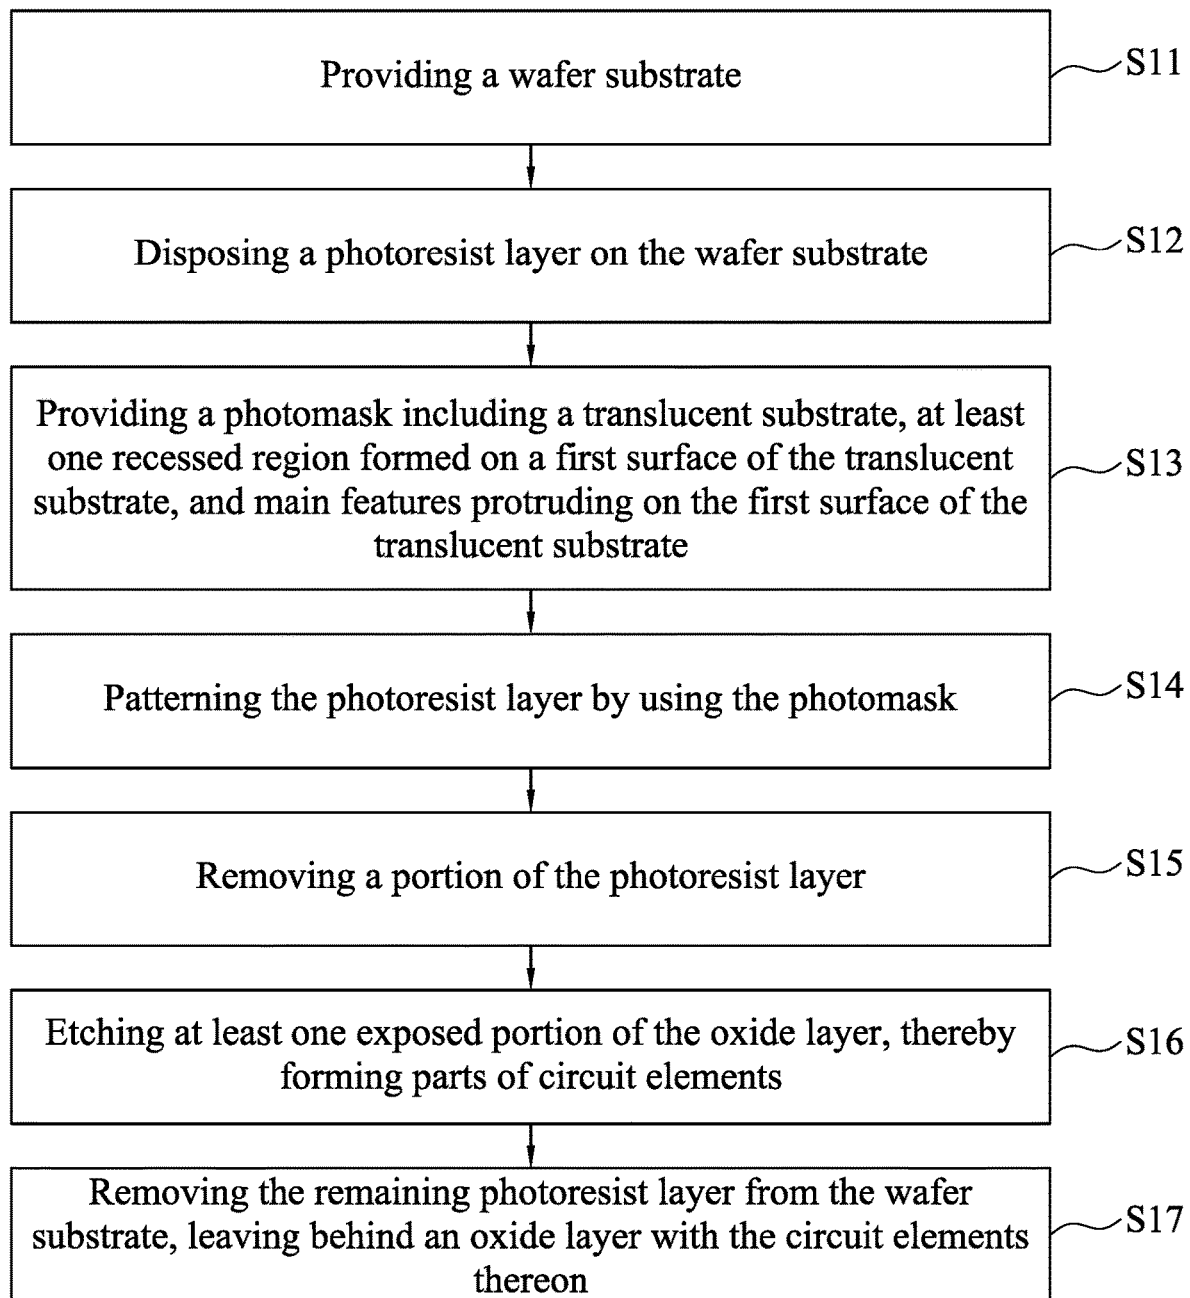 Providing a wafer substrate
S11
Disposing a photoresist layer on the wafer substrate
S12
Providing a photomask including a translucent substrate, at least
one recessed region formed on a first surface of the translucent
substrate, and main features protruding on the first surface of the
translucent substrate
S13
Patterning the photoresist layer by using the photomask
S14
Removing a portion of the photoresist layer
S15
Etching at least one exposed portion of the oxide layer, thereby
forming parts of circuit elements
S16
Removing the remaining photoresist layer from the wafer
substrate, leaving behind an oxide layer with the circuit elements
thereon
S17